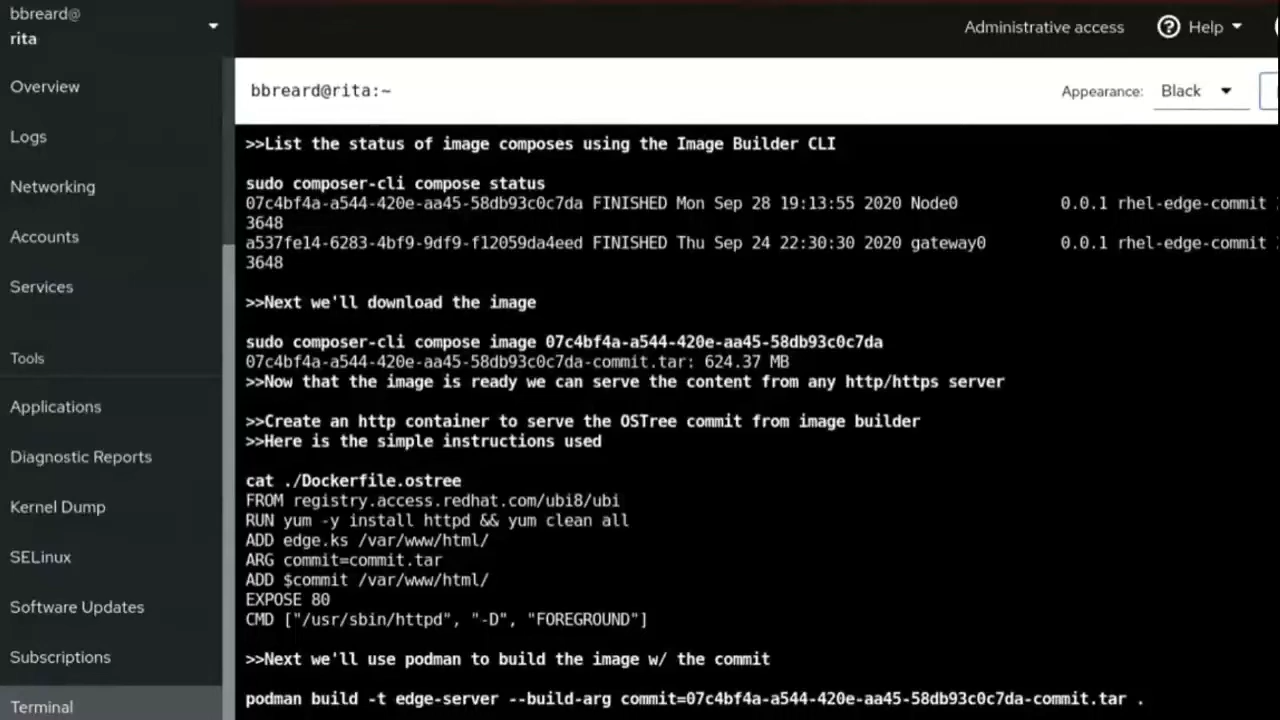 bbreard@
rita
Administrative access
Help
Overview
Logs
Networking
Accounts
Services
Tools
Applications
Diagnostic Reports
Kernel Dump
SELinux
Software Updates
Subscriptions
Terminal
bbreard@rita:~
Appearance:
Black
>>List the status of image composes using the Image Builder CLI
sudo composer-cli compose status
07c4bf4a-a544-420e-aa45-58db93c0c7da FINISHED Mon Sep 28 19:13:55 2020 Node0 0.0.1 rhel-edge-commit
3648
a537fe14-6283-4bf9-9df9-f12059da4eed FINISHED Thu Sep 24 22:30:30 2020 gateway0 0.0.1 rhel-edge-commit
3648
>>Next we'll download the image
sudo composer-cli compose image 07c4bf4a-a544-420e-aa45-58db93c0c7da
07c4bf4a-a544-420e-aa45-58db93c0c7da-commit.tar: 624.37 MB
>>Now that the image is ready we can serve the content from any http/https server
>>Create an http container to serve the OSTree commit from image builder
>>Here is the simple instructions used
cat ./Dockerfile.ostree
FROM registry.access.redhat.com/ubi8/ubi
RUN yum -y install httpd && yum clean all
ADD edge.ks /var/www/html/
ARG commit=commit.tar
ADD $commit /var/www/html/
EXPOSE 80
CMD ["/usr/sbin/httpd", "-D", "FOREGROUND"]
>>Next we'll use podman to build the image w/ the commit
podman build -t edge-server --build-arg commit=07c4bf4a-a544-420e-aa45-58db93c0c7da-commit.tar .